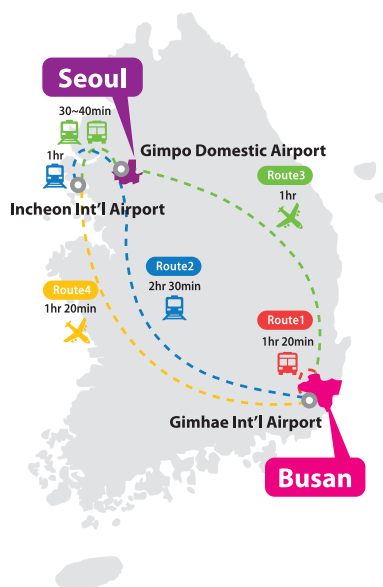 Seoul
30~40min
1hr
Gimpo Domestic Airport
Route3
1hr
Incheon Int'l Airport
Route2
2hr 30min
Route4
1hr 20min
Route1
1hr 20min
Gimhae Int'l Airport
Busan